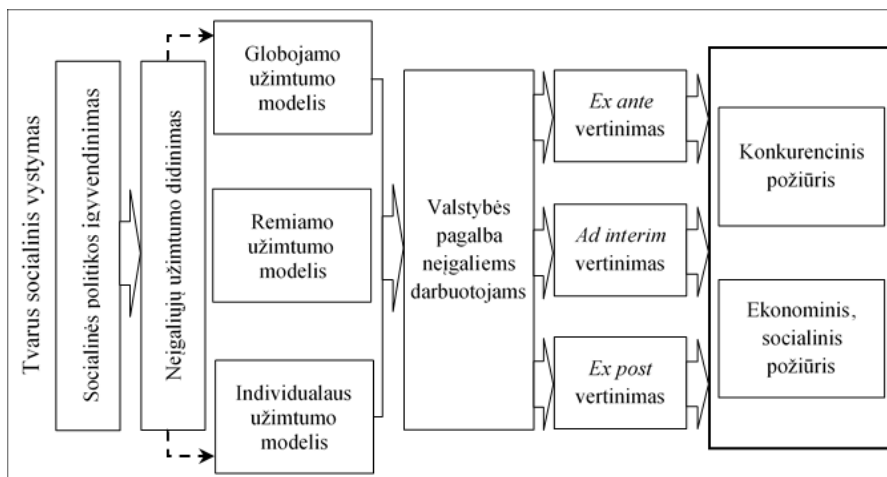 Tvarus socialinis vystymas
Socialinės politikos įgyvendinimas
Neįgaliųjų užimtumo didinimas
Globojamo
užimtumo
modelis
Remiamo
užimtumo
modelis
Individualaus
užimtumo
modelis
Valstybės
pagalba
neįgaliems
darbuotojams
Ex ante
vertinimas
Ad interim
vertinimas
Ex post
vertinimas
Konkurencinis
požiūris
Ekonominis,
socialinis
požiūris